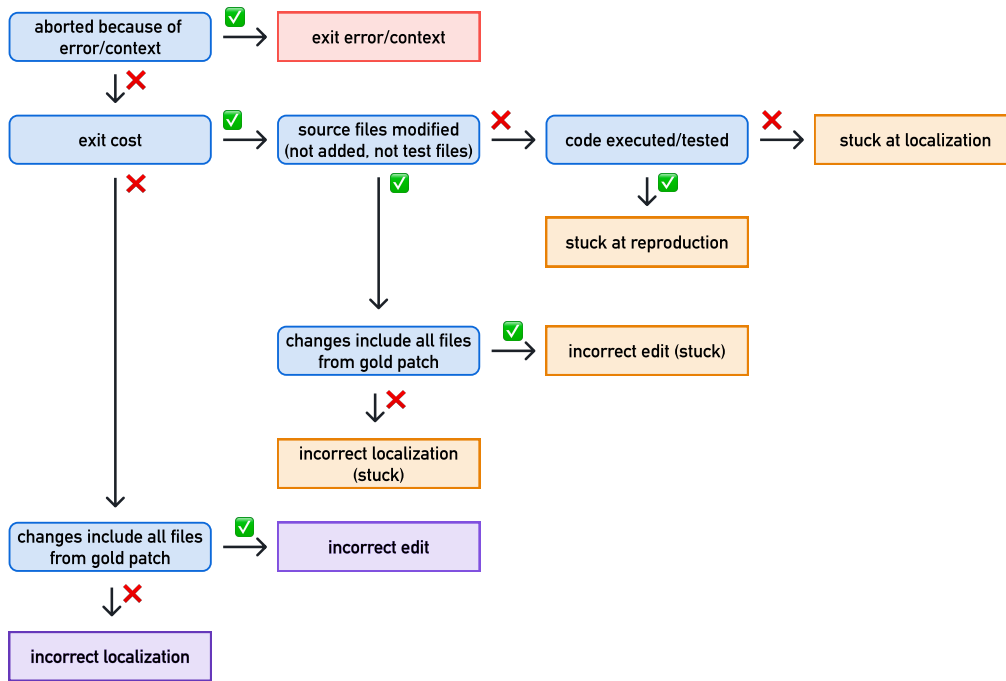 aborted because of
error/context
exit error/context
exit cost
source files modified
(not added, not test files)
code executed/tested
stuck at localization
stuck at reproduction
changes include all files
from gold patch
incorrect edit (stuck)
incorrect localization
(stuck)
changes include all files
from gold patch
incorrect edit
incorrect localization